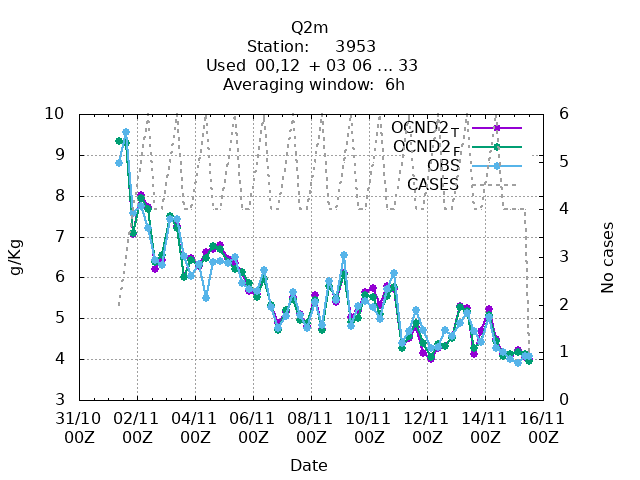 Q2m
Station: 3953
Used 00,12 + 03 06 ... 33
Averaging window: 6h
OCND2_T
OCND2_F
OBS
CASES
g/Kg
10
9
8
7
6
5
4
3
No cases
6
5
4
3
2
1
0
31/10 02/11 04/11 06/11 08/11 10/11 12/11 14/11 16/11
00Z 00Z 00Z 00Z 00Z 00Z 00Z 00Z 00Z
Date